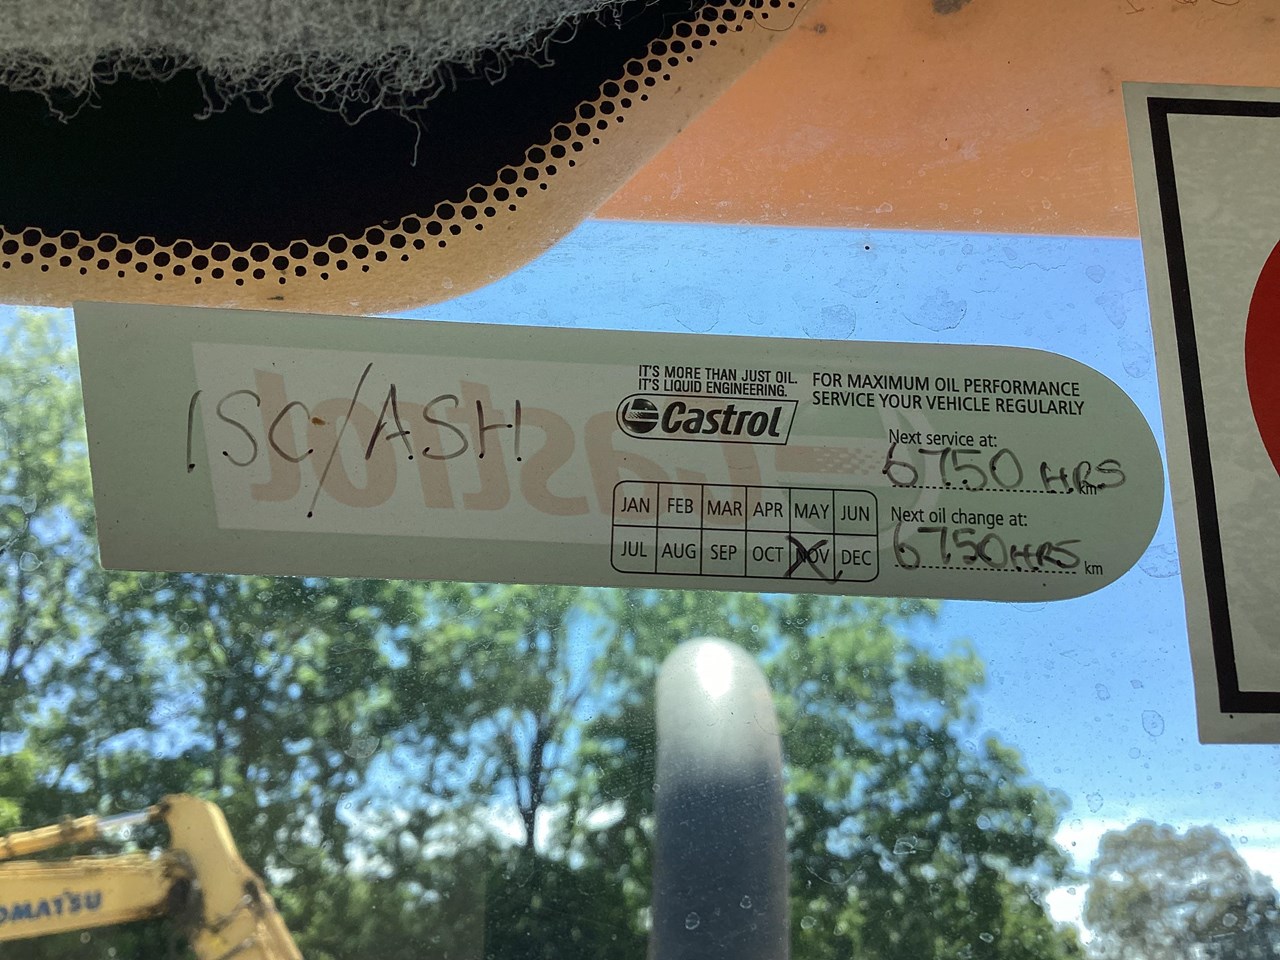 ISC/ASH
IT'S MORE THAN JUST OIL.
IT'S LIQUID ENGINEERING.
Castrol
FOR MAXIMUM OIL PERFORMANCE
SERVICE YOUR VEHICLE REGULARLY
Next service at:
6750 HRS km
JAN FEB MAR APR MAY JUN
JUL AUG SEP OCT NOV DEC
Next oil change at:
6750 HRS km
Castrol
OMATSU